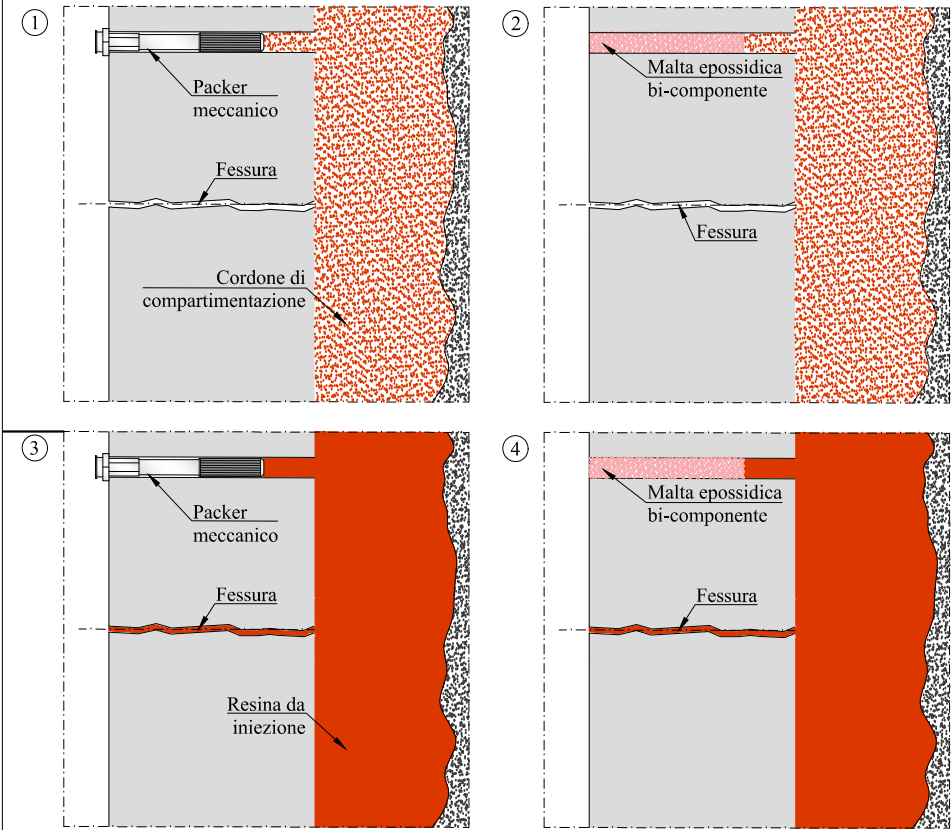 1
Packer
meccanico
Fessura
Cordone di
compartimentazione
2
Malta epossidica
bi-componente
Fessura
3
Packer
meccanico
Fessura
Resina da
iniezione
4
Malta epossidica
bi-componente
Fessura